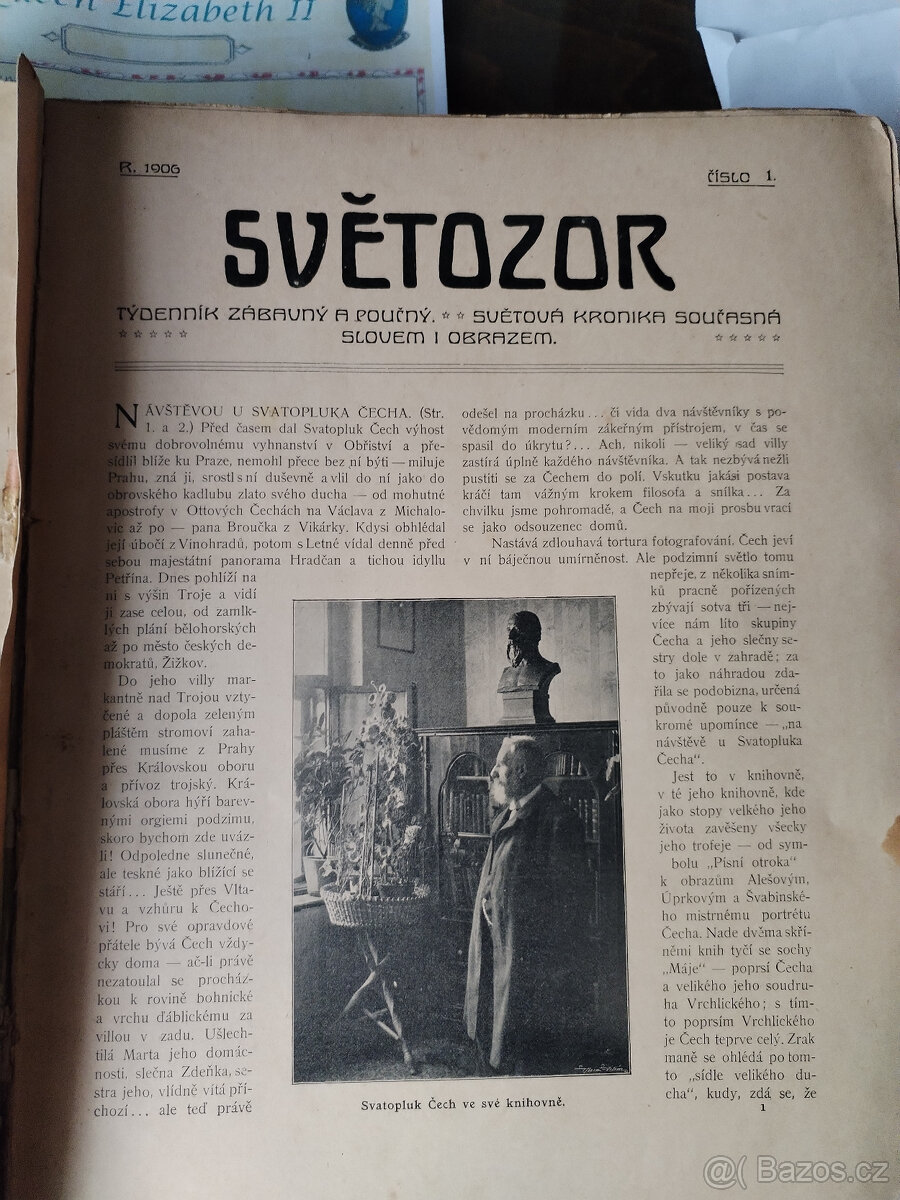 Queen Elizabeth II
R. 1906
ČÍSLO 1.
SVĚTOZOR
TÝDENNÍK ZÁBAVNÝ A POUČNÝ. ☆ ☆ SVĚTOVÁ KRONIKA SOUČASNÁ
☆ ☆ ☆ ☆ ☆ SLOVEM I OBRAZEM. ☆ ☆ ☆ ☆ ☆
NÁVŠTĚVOU U SVATOPLUKA ČECHA. (Str.
1. a 2.) Před časem dal Svatopluk Čech výhost
svému dobrovolnému vyhnanství v Obříství a pře-
sídlil blíže ku Praze, nemohl přece bez ní býti — miluje
Prahu, zná ji, srostl s ní duševně a vlil do ní jako do
obrovského kadlubu zlato svého ducha — od mohutné
apostrofy v Ottových Čechách na Václava z Michalo-
vic až po — pana Broučka z Vikárky. Kdysi obhlédal
její úbočí z Vinohradů, potom s Letné vídal denně před
sebou majestátní panorama Hradčan a tichou idyllu
Petřína. Dnes pohlíží na
ni s výšin Troje a vidí
ji zase celou, od zamlk-
lých plání bělohorských
až po město českých de-
mokratů, Žižkov.
Do jeho villy mar-
kantně nad Trojou vzty-
čené a dopola zeleným
pláštěm stromoví zaha-
lené musíme z Prahy
přes Královskou oboru
a přívoz trojský. Krá-
lovská obora hýří barev-
nými orgiemi podzimu,
skoro bychom zde uváz-
li! Odpoledne slunečné,
ale teskné jako blížící se
stáří... Ještě přes Vlta-
vu a vzhůru k Čecho-
vi! Pro své opravdové
přátele bývá Čech vždy-
cky doma — ač-li právě
nezatoulal se procház-
kou k rovině bohnické
a vrchu ďáblickému za
villou v zadu. Ušlech-
tilá Marta jeho domác-
nosti, slečna Zdeňka, se-
stra jeho, vlídně vítá pří-
chozí... ale teď právě
odešel na procházku... či vida dva návštěvníky s po-
vědomým moderním zákeřným přístrojem, v čas se
spasil do úkrytu?... Ach, nikoli — veliký sad villy
zastírá úplně každého návštěvníka. A tak nezbývá nežli
pustiti se za Čechem do polí. Vskutku jakási postava
kráčí tam vážným krokem filosofa a snílka... Za
chvilku jsme pohromadě, a Čech na moji prosbu vrací
se jako odsouzenec domů.
Nastává zdlouhavá tortura fotografování. Čech jeví
v ní báječnou umírněnost. Ale podzimní světlo tomu
nepřeje, z několika sním-
ků pracně pořízených
zbývají sotva tři — nej-
více nám líto skupiny
Čecha a jeho slečny se-
stry dole v zahradě; za
to jako náhradou zda-
řila se podobizna, určená
původně pouze k sou-
kromé upomínce — „na
návštěvě u Svatopluka
Čecha“.
Jest to v knihovně,
v té jeho knihovně, kde
jako stopy velkého jeho
života zavěšeny všecky
jeho trofeje — od sym-
bolu „Písní otroka“
k obrazům Alešovým,
Úprkovým a Švabinské-
ho mistrnému portrétu
Čecha. Nade dvěma skří-
němi knih tyčí se sochy
„Máje“ — poprsí Čecha
a velikého jeho soudru-
ha Vrchlického; s tím-
to poprsím Vrchlického
je Čech teprve celý. Zrak
maně se ohlédá po tom-
to „sídle velikého du-
cha“, kudy, zdá se, že
Svatopluk Čech ve své knihovně.
1
@ Bazos.cz